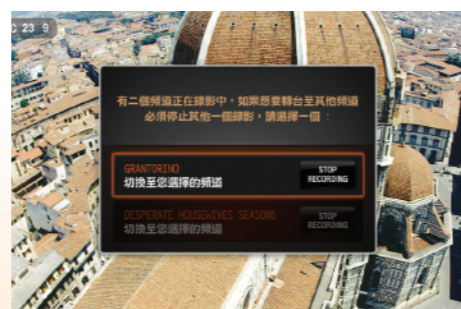 23 9
有二個頻道正在錄影中，如果想要轉台至其他頻道
必須停止其他一個錄影，請選擇一個：
GRANTORINO
切換至您選擇的頻道
STOP
RECORDING
DESPERATE HOUSEWIVES SEASON5
切換至您選擇的頻道
STOP
RECORDING